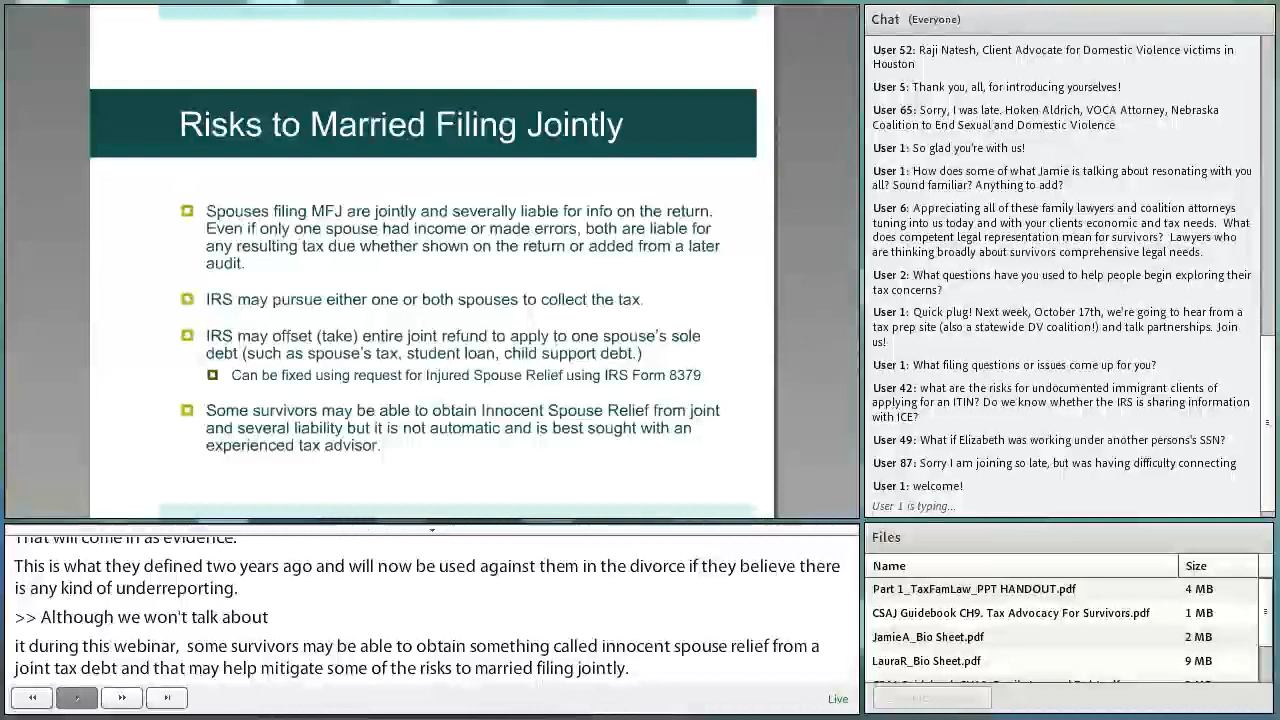 Risks to Married Filing Jointly
Spouses filing MFJ are jointly and severally liable for info on the return.
Even if only one spouse had income or made errors, both are liable for
any resulting tax due whether shown on the return or added from a later
audit.
IRS may pursue either one or both spouses to collect the tax.
IRS may offset (take) entire joint refund to apply to one spouse's sole
debt (such as spouse's tax, student loan, child support debt.)
Can be fixed using request for Injured Spouse Relief using IRS Form 8379
Some survivors may be able to obtain Innocent Spouse Relief from joint
and several liability but it is not automatic and is best sought with an
experienced tax advisor.
That will come in as evidence.
This is what they defined two years ago and will now be used against them in the divorce if they believe there
is any kind of underreporting.
>> Although we won't talk about
it during this webinar, some survivors may be able to obtain something called innocent spouse relief from a
joint tax debt and that may help mitigate some of the risks to married filing jointly.
Live
Chat (Everyone)
User 52: Raji Natesh, Client Advocate for Domestic Violence victims in
Houston
User 5: Thank you, all, for introducing yourselves!
User 65: Sorry, I was late. Hoken Aldrich, VOCA Attorney, Nebraska
Coalition to End Sexual and Domestic Violence
User 1: So glad you're with us!
User 1: How does some of what Jamie is talking about resonating with you
all? Sound familiar? Anything to add?
User 6: Appreciating all of these family lawyers and coalition attorneys
tuning into us today and with your clients economic and tax needs. What
does competent legal representation mean for survivors? Lawyers who
are thinking broadly about survivors comprehensive legal needs.
User 2: What questions have you used to help people begin exploring their
tax concerns?
User 1: Quick plug! Next week, October 17th, we're going to hear from a
tax prep site (also a statewide DV coalition!) and talk partnerships. Join
us!
User 1: What filing questions or issues come up for you?
User 42: what are the risks for undocumented immigrant clients of
applying for an ITIN? Do we know whether the IRS is sharing information
with ICE?
User 49: What if Elizabeth was working under another persons's SSN?
User 87: Sorry I am joining so late, but was having difficulty connecting
User 1: welcome!
User 1 is typing...
Files
Name Size
Part 1_TaxFamLaw_PPT HANDOUT.pdf 4 MB
CSAJ Guidebook CH9. Tax Advocacy For Survivors.pdf 1 MB
JamieA_Bio Sheet.pdf 2 MB
LauraR_Bio Sheet.pdf 9 MB